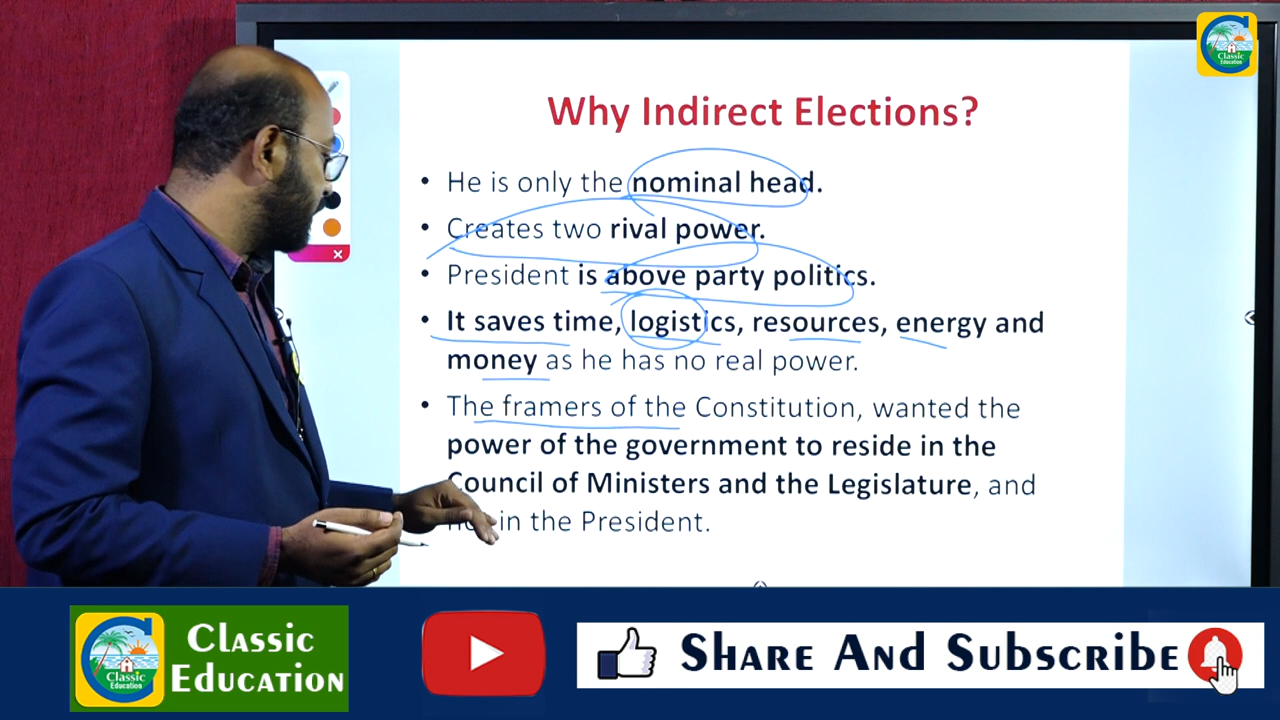 Classic
Education
Why Indirect Elections?
• He is only the nominal head.
• Creates two rival power.
• President is above party politics.
• It saves time, logistics, resources, energy and
money as he has no real power.
• The framers of the Constitution, wanted the
power of the government to reside in the
Council of Ministers and the Legislature, and
in the President.
Classic
Education
Classic
Education
Share And Subscribe